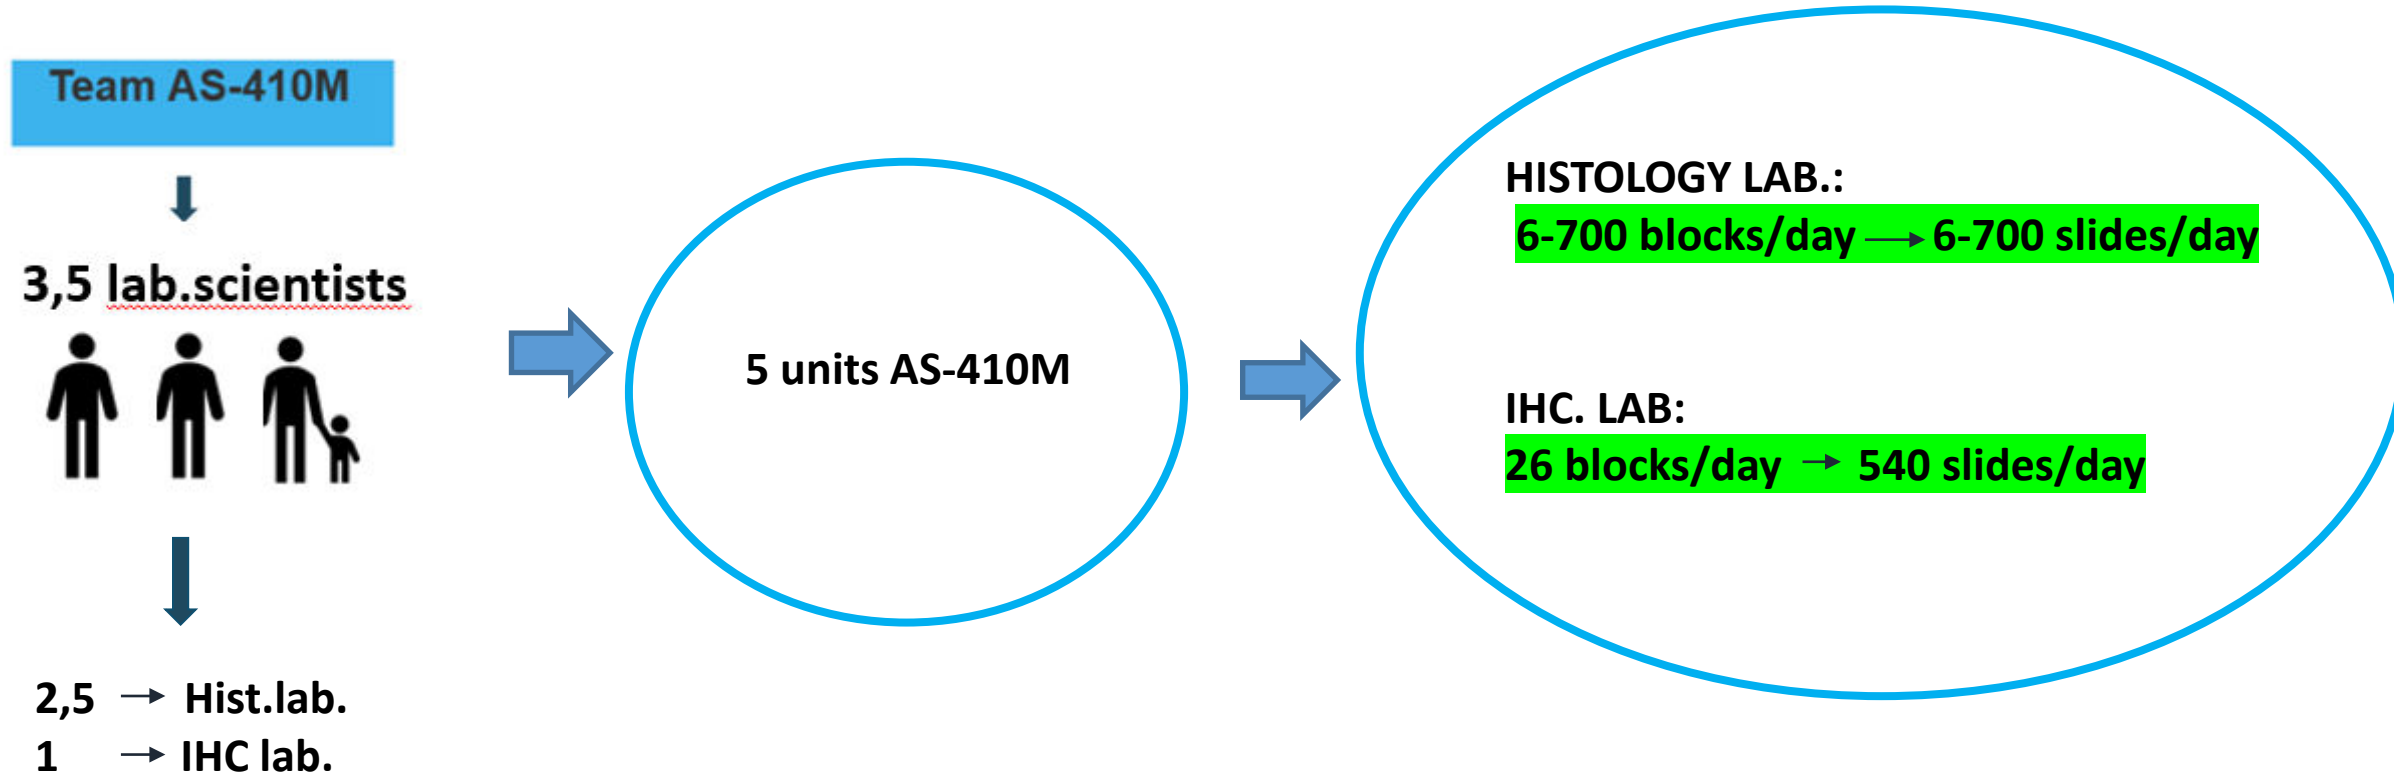 Team AS-410M
3,5 lab.scientists
2,5 → Hist.lab.
1 → IHC lab.
5 units AS-410M
HISTOLOGY LAB.:
6-700 blocks/day → 6-700 slides/day
IHC. LAB:
26 blocks/day → 540 slides/day